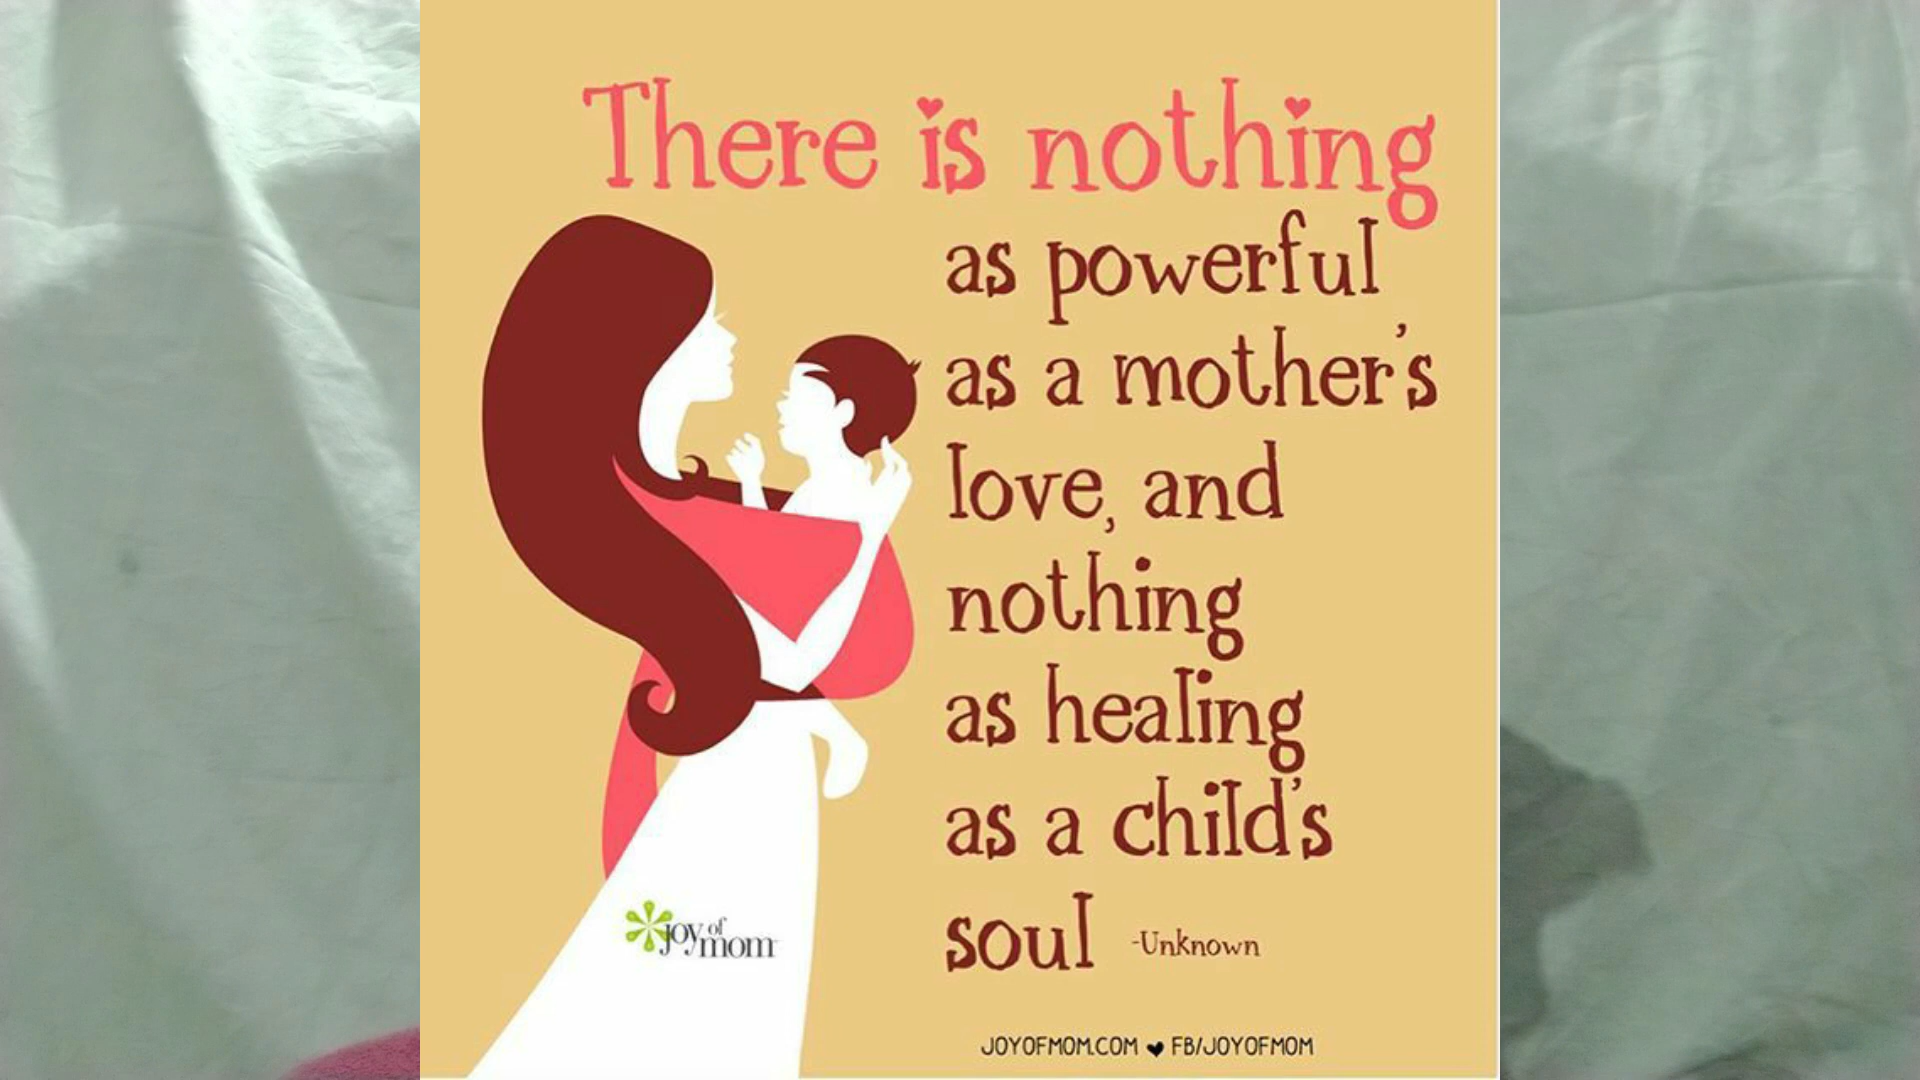 There is nothing
as powerful
as a mother's
love, and
nothing
as healing
as a child's
soul -Unknown
joy of mom
JOYOFMOM.COM ♥ FB/JOYOFMOM